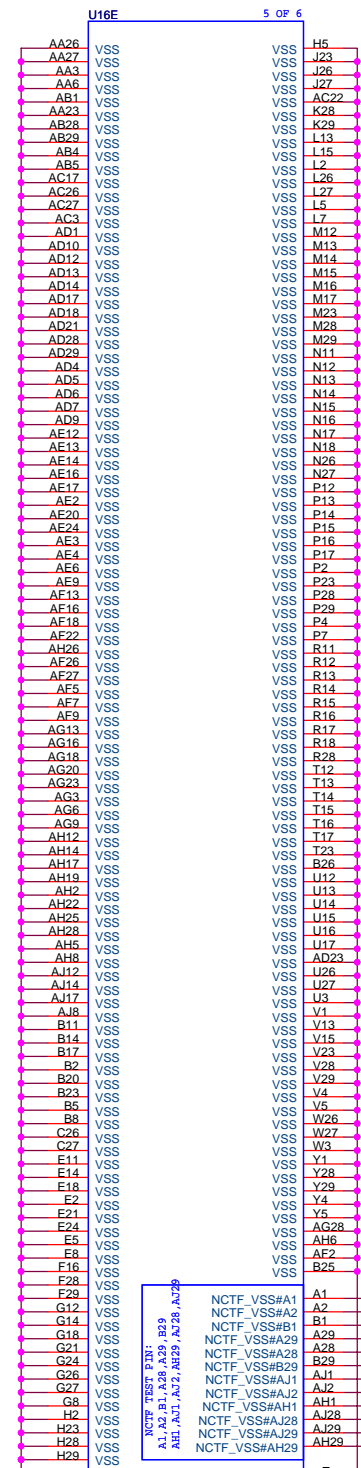 U16E 5 OF 6
AA26 VSS VSS H5
AA27 VSS VSS J23
AA3 VSS VSS J26
AA6 VSS VSS J27
AB1 VSS VSS AC22
AA23 VSS VSS K28
AB28 VSS VSS K29
AB29 VSS VSS L13
AB4 VSS VSS L15
AB5 VSS VSS L2
AC17 VSS VSS L26
AC26 VSS VSS L27
AC27 VSS VSS L5
AC3 VSS VSS L7
AD1 VSS VSS M12
AD10 VSS VSS M13
AD12 VSS VSS M14
AD13 VSS VSS M15
AD14 VSS VSS M16
AD17 VSS VSS M17
AD18 VSS VSS M23
AD21 VSS VSS M28
AD28 VSS VSS M29
AD29 VSS VSS N11
AD4 VSS VSS N12
AD5 VSS VSS N13
AD6 VSS VSS N14
AD7 VSS VSS N15
AD9 VSS VSS N16
AE12 VSS VSS N17
AE13 VSS VSS N18
AE14 VSS VSS N26
AE16 VSS VSS N27
AE17 VSS VSS P12
AE2 VSS VSS P13
AE20 VSS VSS P14
AE24 VSS VSS P15
AE3 VSS VSS P16
AE4 VSS VSS P17
AE6 VSS VSS P2
AE9 VSS VSS P23
AF13 VSS VSS P28
AF16 VSS VSS P29
AF18 VSS VSS P4
AF22 VSS VSS P7
AH26 VSS VSS R11
AF26 VSS VSS R12
AF27 VSS VSS R13
AF5 VSS VSS R14
AF7 VSS VSS R15
AF9 VSS VSS R16
AG13 VSS VSS R17
AG16 VSS VSS R18
AG18 VSS VSS R28
AG20 VSS VSS T12
AG23 VSS VSS T13
AG3 VSS VSS T14
AG6 VSS VSS T15
AG9 VSS VSS T16
AH12 VSS VSS T17
AH14 VSS VSS T23
AH17 VSS VSS B26
AH19 VSS VSS U12
AH2 VSS VSS U13
AH22 VSS VSS U14
AH25 VSS VSS U15
AH28 VSS VSS U16
AH5 VSS VSS U17
AH8 VSS VSS AD23
AJ12 VSS VSS U26
AJ14 VSS VSS U27
AJ17 VSS VSS U3
AJ8 VSS VSS V1
B11 VSS VSS V13
B14 VSS VSS V15
B17 VSS VSS V23
B2 VSS VSS V28
B20 VSS VSS V29
B23 VSS VSS V4
B5 VSS VSS V5
B8 VSS VSS W26
C26 VSS VSS W27
C27 VSS VSS W3
E11 VSS VSS Y1
E14 VSS VSS Y28
E18 VSS VSS Y29
E2 VSS VSS Y4
E21 VSS VSS Y5
E24 VSS VSS AG28
E5 VSS VSS AH6
E8 VSS VSS AF2
F16 VSS VSS B25
F28 VSS
F29 VSS
G12 VSS
G14 VSS
G18 VSS
G21 VSS
G24 VSS
G26 VSS
G27 VSS
G8 VSS
H2 VSS
H23 VSS
H28 VSS
H29 VSS
NCTF TEST PIN:
A1,A2,B1,A28,A29,B29
AH1,AJ1,AJ2,AH29,AJ28,AJ29
NCTF_VSS#A1 A1
NCTF_VSS#A2 A2
NCTF_VSS#B1 B1
NCTF_VSS#A29 A29
NCTF_VSS#A28 A28
NCTF_VSS#B29 B29
NCTF_VSS#AJ1 AJ1
NCTF_VSS#AJ2 AJ2
NCTF_VSS#AH1 AH1
NCTF_VSS#AJ28 AJ28
NCTF_VSS#AJ29 AJ29
NCTF_VSS#AH29 AH29